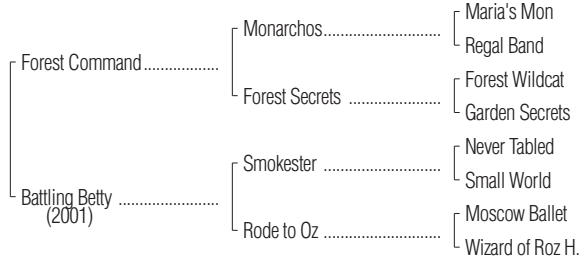 Maria's Mon
Monarchos
Regal Band
Forest Command
Forest Wildcat
Forest Secrets
Garden Secrets
Never Tabled
Smokester
Small World
Battling Betty
(2001)
Moscow Ballet
Rode to Oz
Wizard of Roz H.